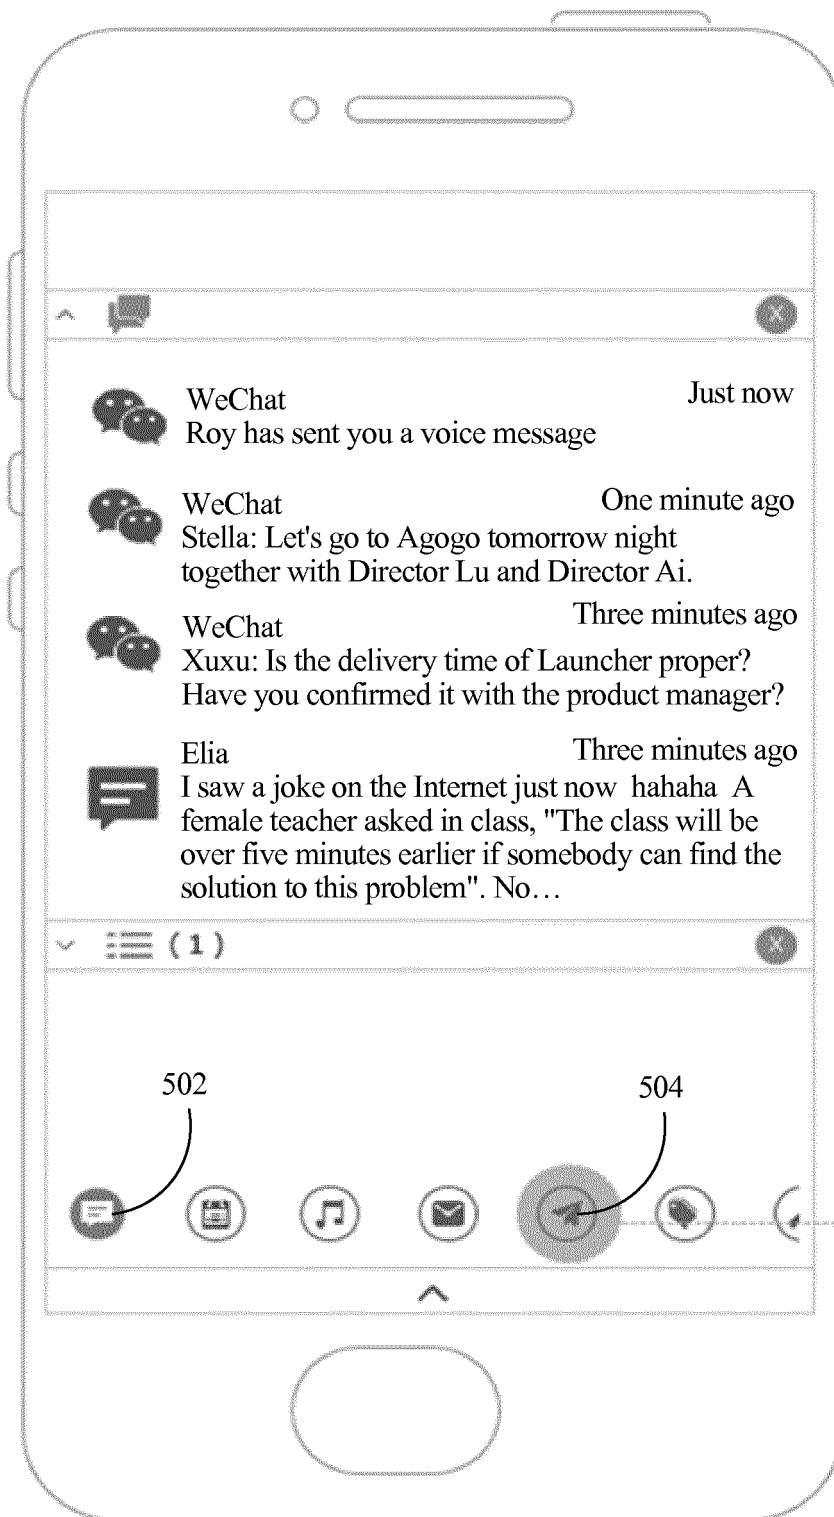 X
WeChat
Just now
Roy has sent you a voice message
WeChat
One minute ago
Stella: Let's go to Agogo tomorrow night
together with Director Lu and Director Ai.
WeChat
Three minutes ago
Xuxu: Is the delivery time of Launcher proper?
Have you confirmed it with the product manager?
Elia
Three minutes ago
I saw a joke on the Internet just now  hahaha  A
female teacher asked in class, "The class will be
over five minutes earlier if somebody can find the
solution to this problem". No…
(1)
X
502
504